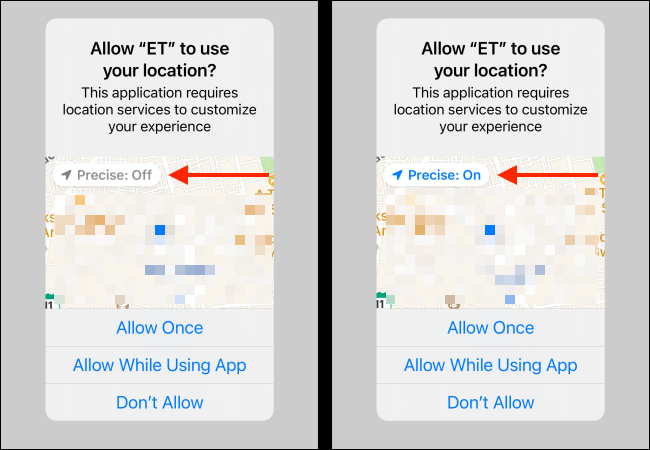 Allow “ET” to use
your location?
This application requires
location services to customize
your experience
Precise: Off
Allow Once
Allow While Using App
Don’t Allow
Allow “ET” to use
your location?
This application requires
location services to customize
your experience
Precise: On
Allow Once
Allow While Using App
Don’t Allow